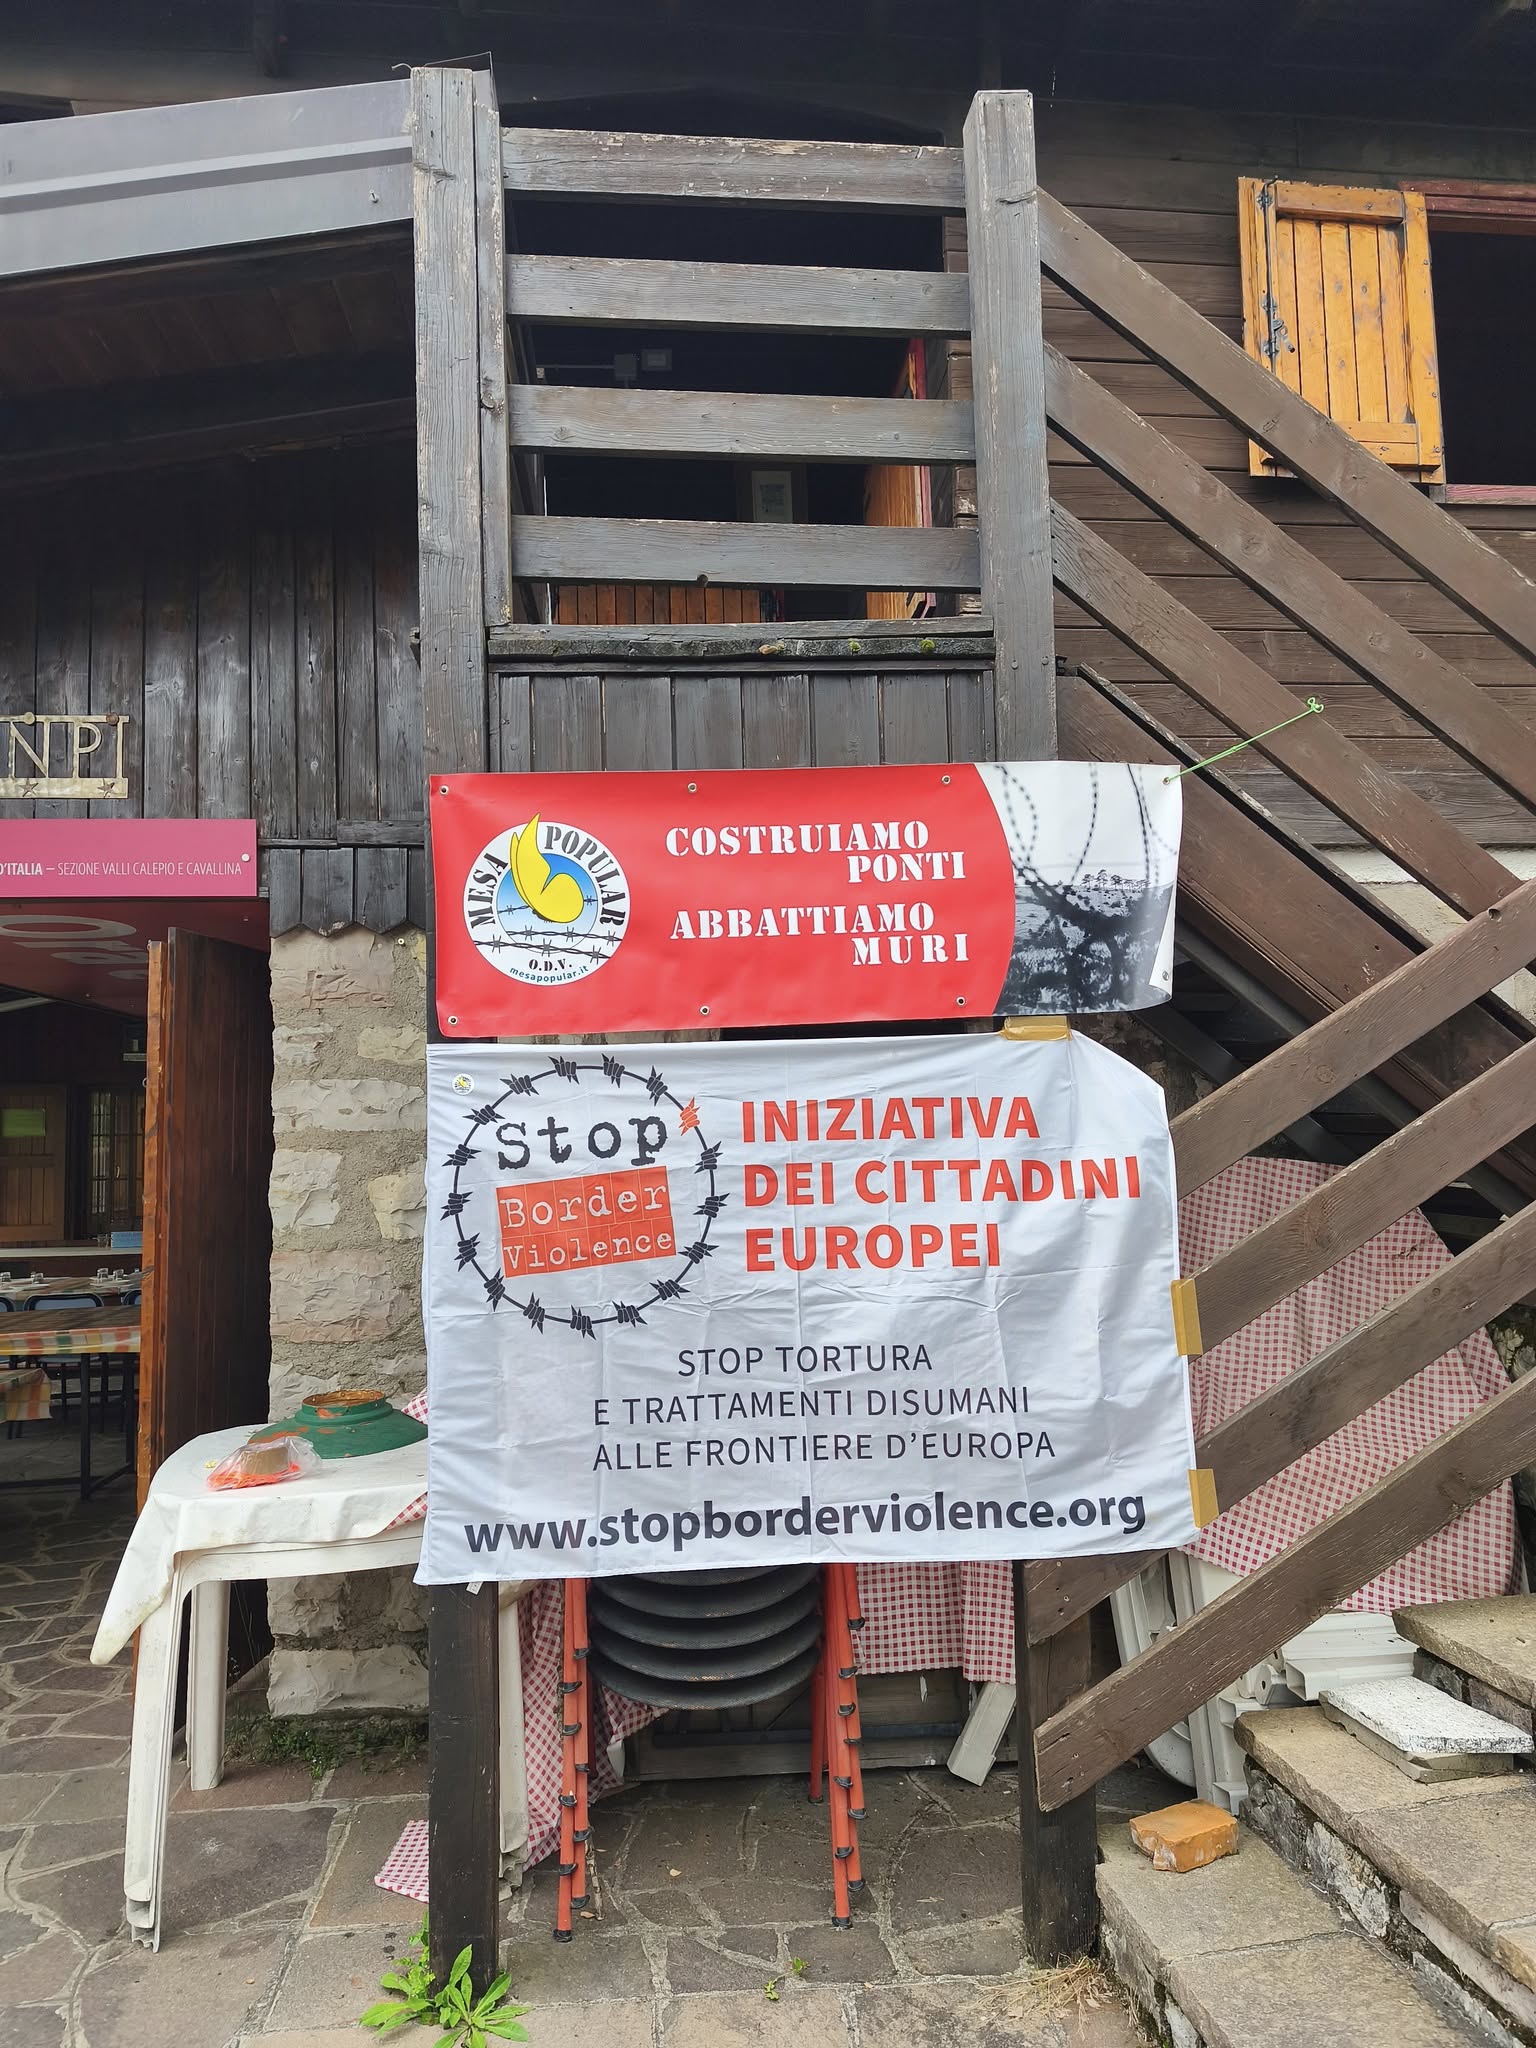 NPI
D'ITALIA – SEZIONE VALLI CALEPIO E CAVALLINA
MESA POPULAR
O.D.V.
mesapopular.it
COSTRUIAMO
PONTI
ABBATTIAMO
MURI
Stop
Border
Violence
INIZIATIVA
DEI CITTADINI
EUROPEI
STOP TORTURA
E TRATTAMENTI DISUMANI
ALLE FRONTIERE D'EUROPA
www.stopborderviolence.org